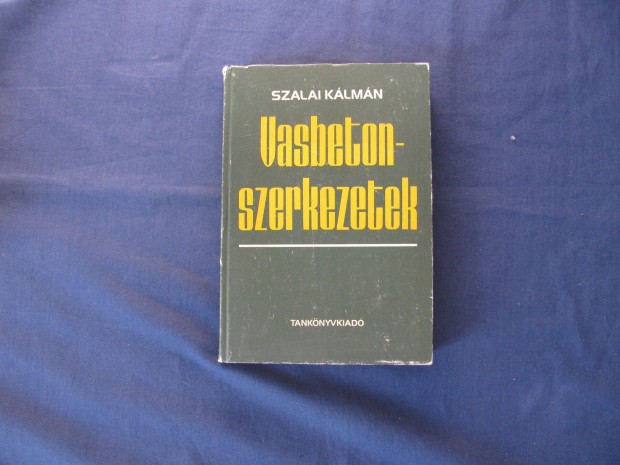 SZALAI KÁLMÁN
Vasbeton-
szerkezetek
TANKÖNYVKIADÓ